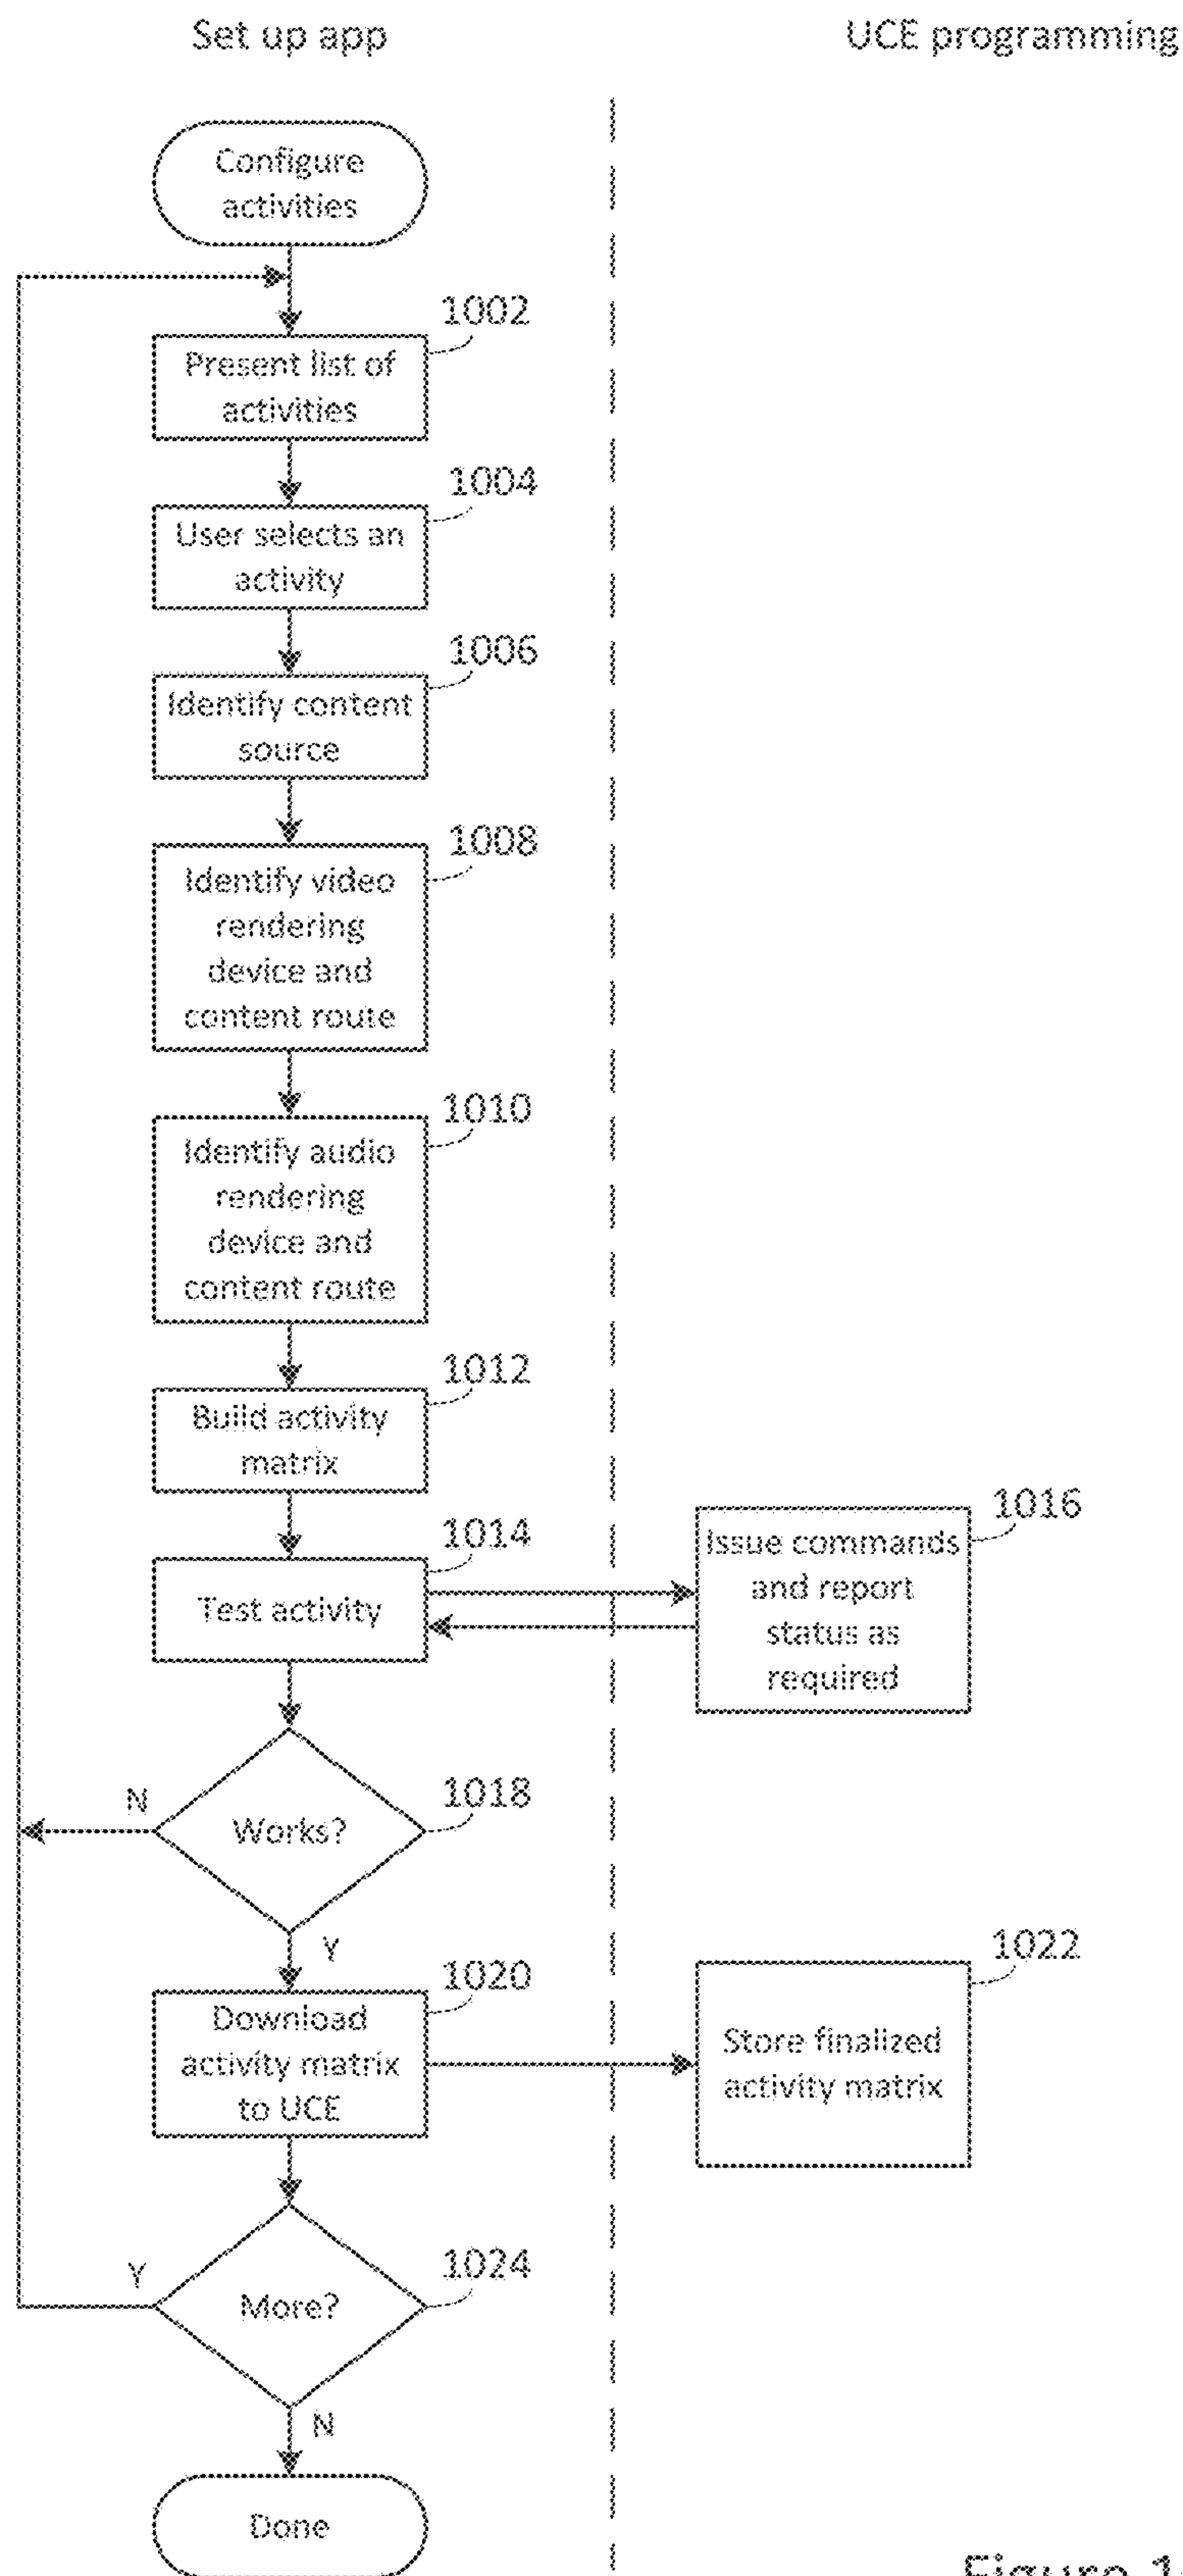 Set up app
UCE programming
Configure
activities
1002
Present list of
activities
1004
User selects an
activity
1006
Identify content
source
1008
Identify video
rendering
device and
content route
1010
Identify audio
rendering
device and
content route
1012
Build activity
matrix
1014
Test activity
1016
Issue commands
and report
status as
required
1018
Works?
N
Y
1020
Download
activity matrix
to UCE
1022
Store finalized
activity matrix
1024
More?
Y
N
Done
Figure